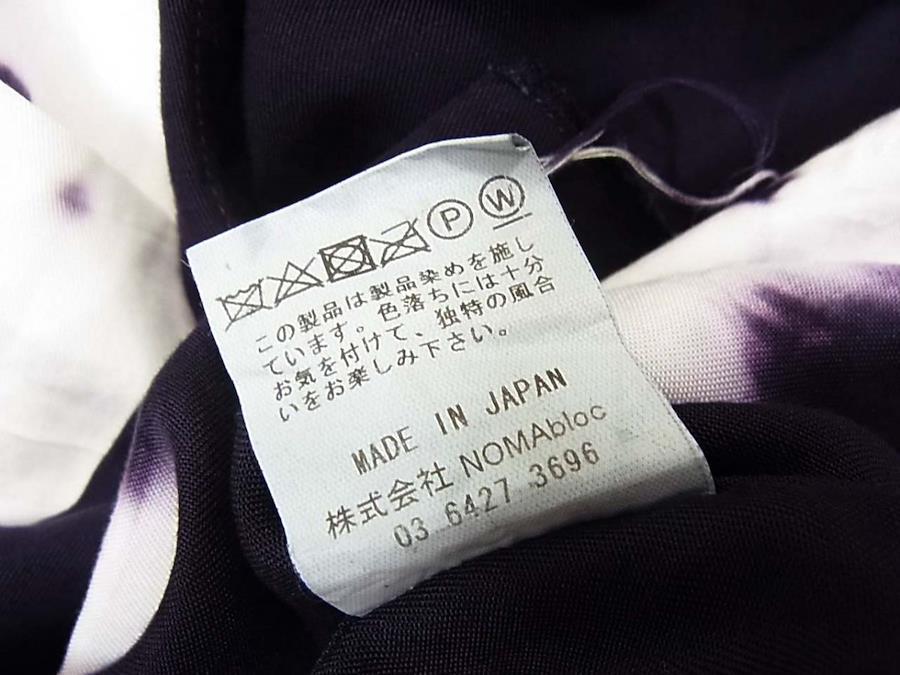 P W
この製品は製品染めを施し
ています。色落ちには十分
お気を付けて、独特の風合
いをお楽しみ下さい。
MADE IN JAPAN
株式会社 NOMAbloc
03 6427 3696